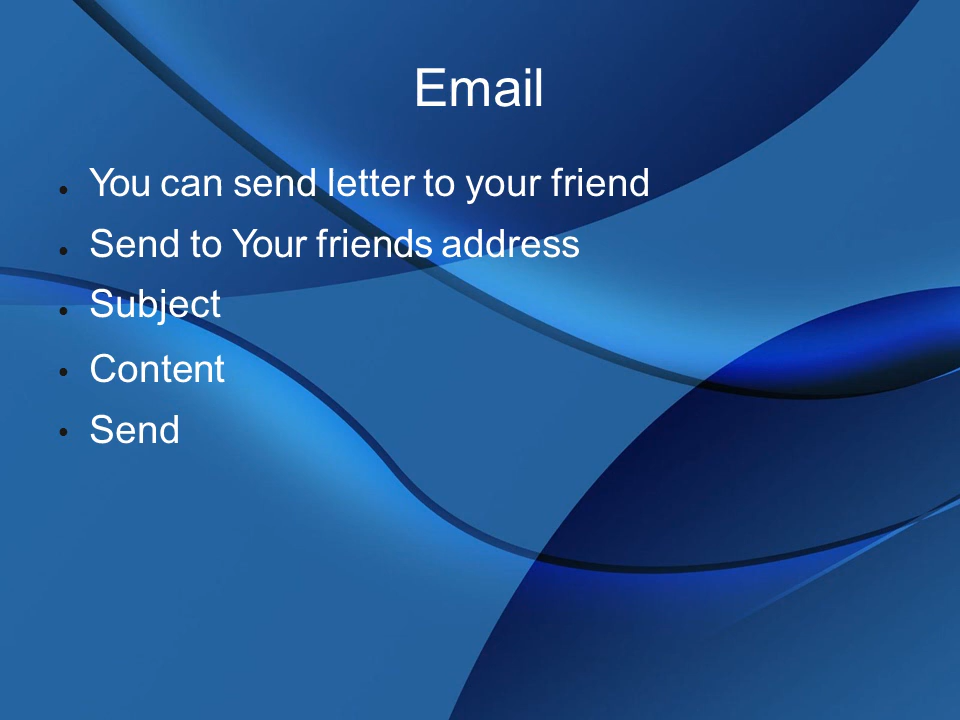 Email
• You can send letter to your friend
• Send to Your friends address
• Subject
• Content
• Send